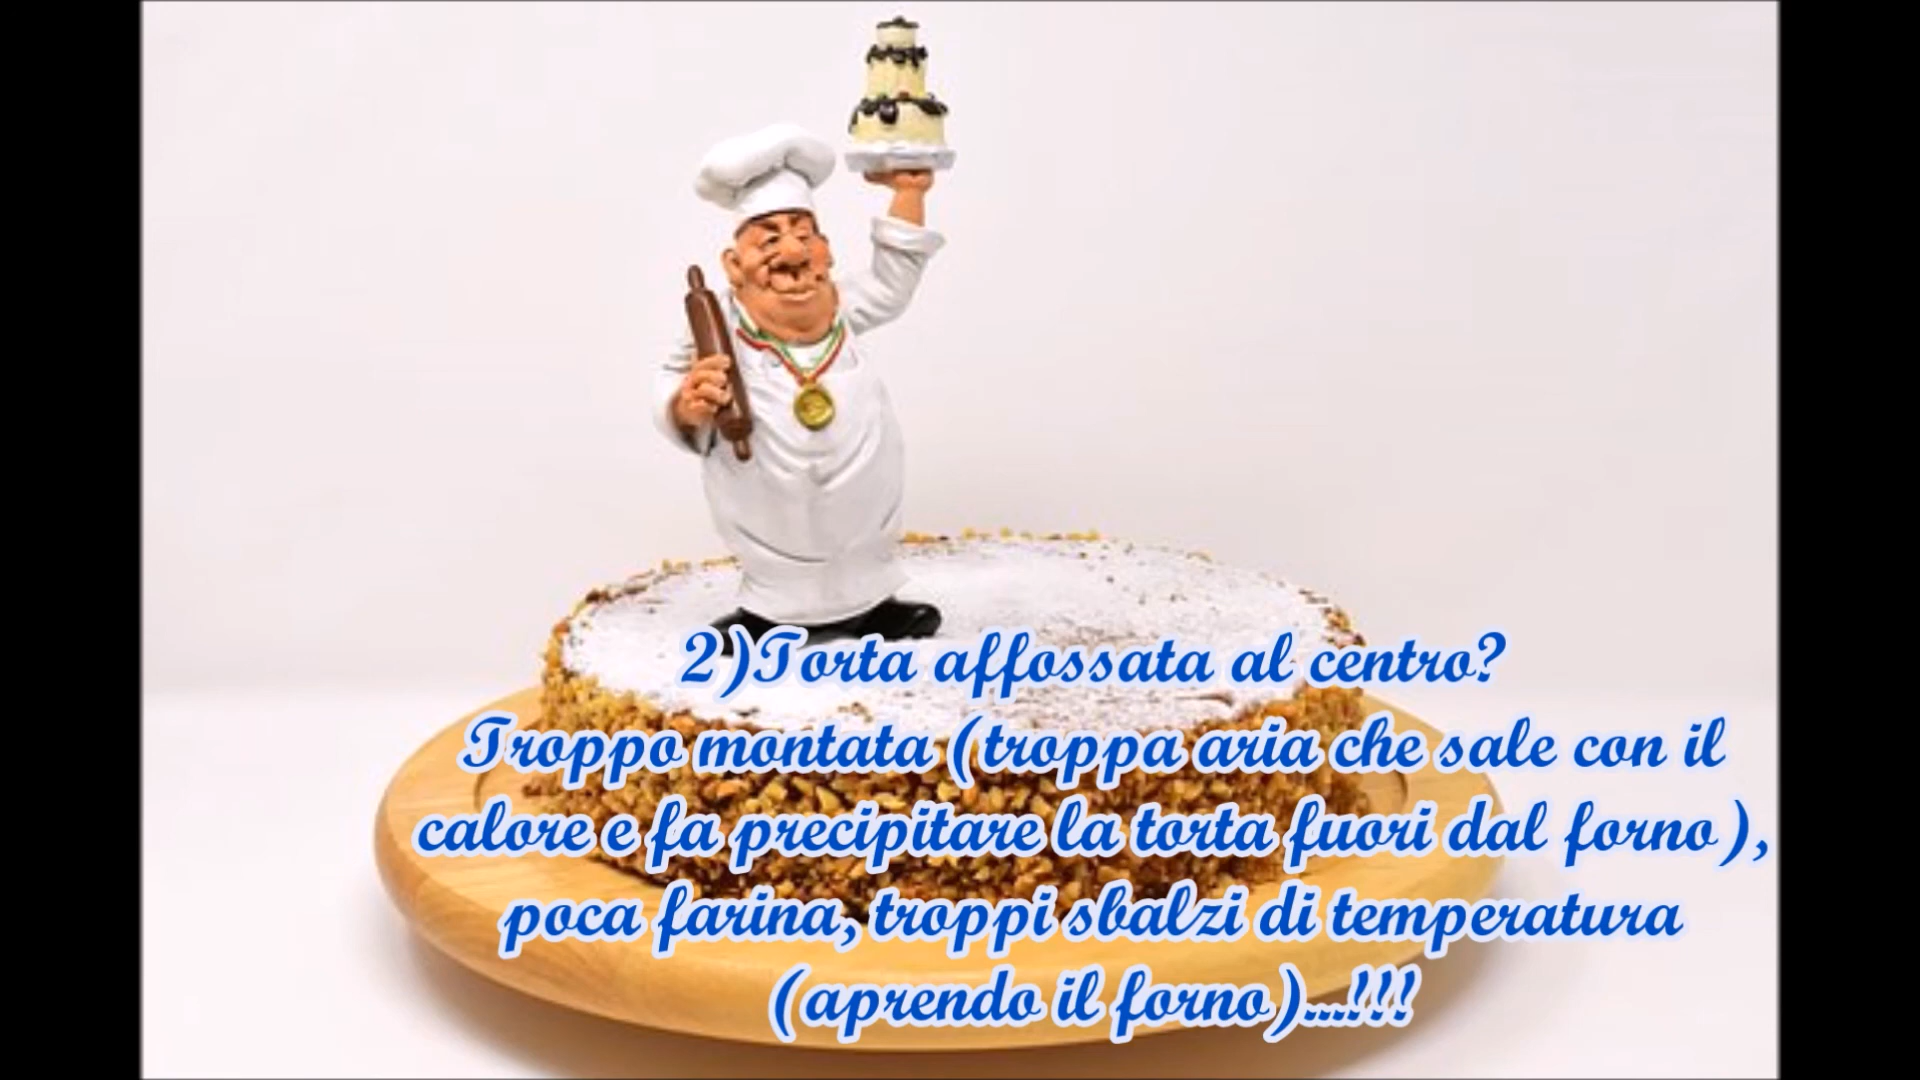 2)Torta affossata al centro?
Troppo montata (troppa aria che sale con il
calore e fa precipitare la torta fuori dal forno),
poca farina, troppi sbalzi di temperatura
(aprendo il forno)...!!!